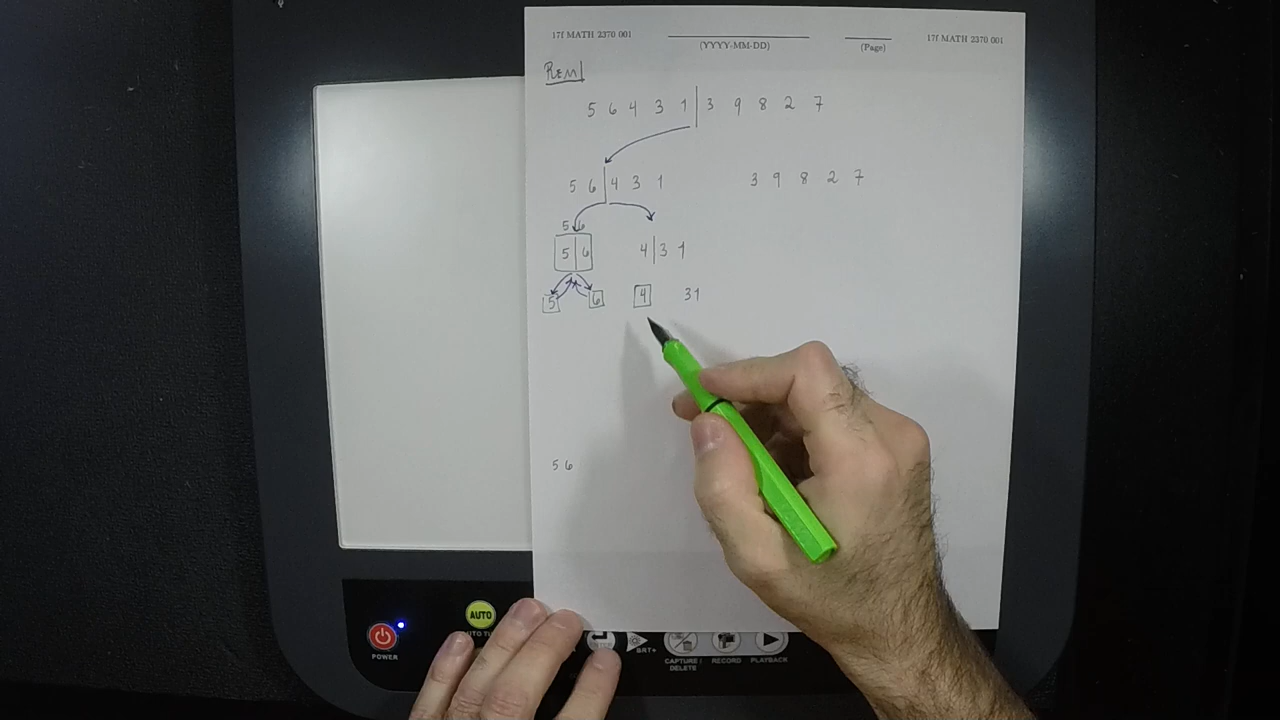 17f MATH 2370 001 (YYYY-MM-DD) (Page) 17f MATH 2370 001
REM
5 6 4 3 1 3 9 8 2 7
5 6 4 3 1 3 9 8 2 7
5 6
5 6 4 3 1
5 6 4 3 1
5 6
AUTO
POWER
BRT+
CAPTURE / DELETE
RECORD
PLAYBACK